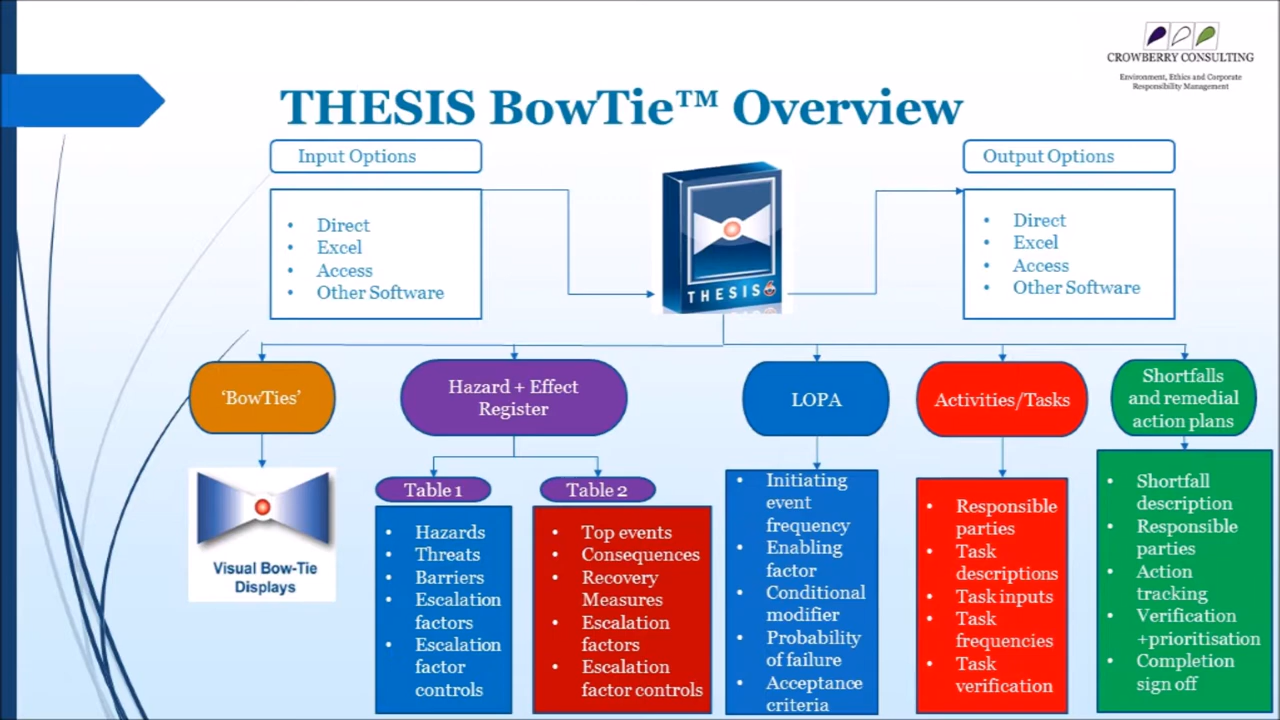 CROWBERRY CONSULTING
Environment, Ethics and Corporate
Responsibility Management
THESIS BowTie™ Overview
Input Options
• Direct
• Excel
• Access
• Other Software
THESIS6
Output Options
• Direct
• Excel
• Access
• Other Software
‘BowTies’
Visual Bow-Tie
Displays
Hazard + Effect
Register
Table 1
• Hazards
• Threats
• Barriers
• Escalation
factors
• Escalation
factor
controls
Table 2
• Top events
• Consequences
• Recovery
Measures
• Escalation
factors
• Escalation
factor controls
LOPA
• Initiating
event
frequency
• Enabling
factor
• Conditional
modifier
• Probability
of failure
• Acceptance
criteria
Activities/Tasks
• Responsible
parties
• Task
descriptions
• Task inputs
• Task
frequencies
• Task
verification
Shortfalls
and remedial
action plans
• Shortfall
description
• Responsible
parties
• Action
tracking
• Verification
+prioritisation
• Completion
sign off